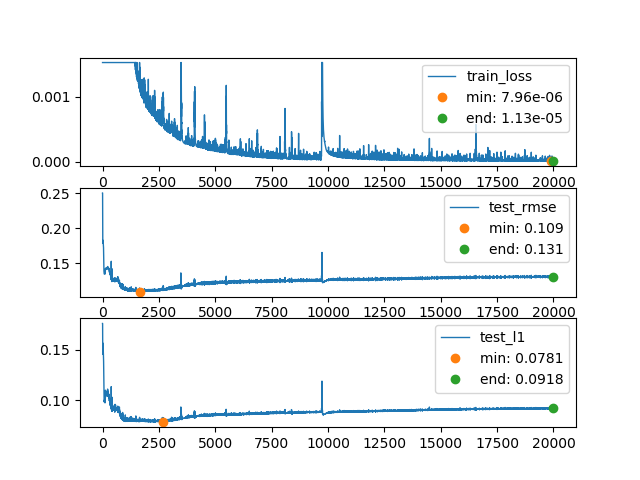 train_loss
min: 7.96e-06
end: 1.13e-05
0.001
0.000
0 2500 5000 7500 10000 12500 15000 17500 20000
test_rmse
min: 0.109
end: 0.131
0.25
0.20
0.15
0 2500 5000 7500 10000 12500 15000 17500 20000
test_l1
min: 0.0781
end: 0.0918
0.15
0.10
0 2500 5000 7500 10000 12500 15000 17500 20000